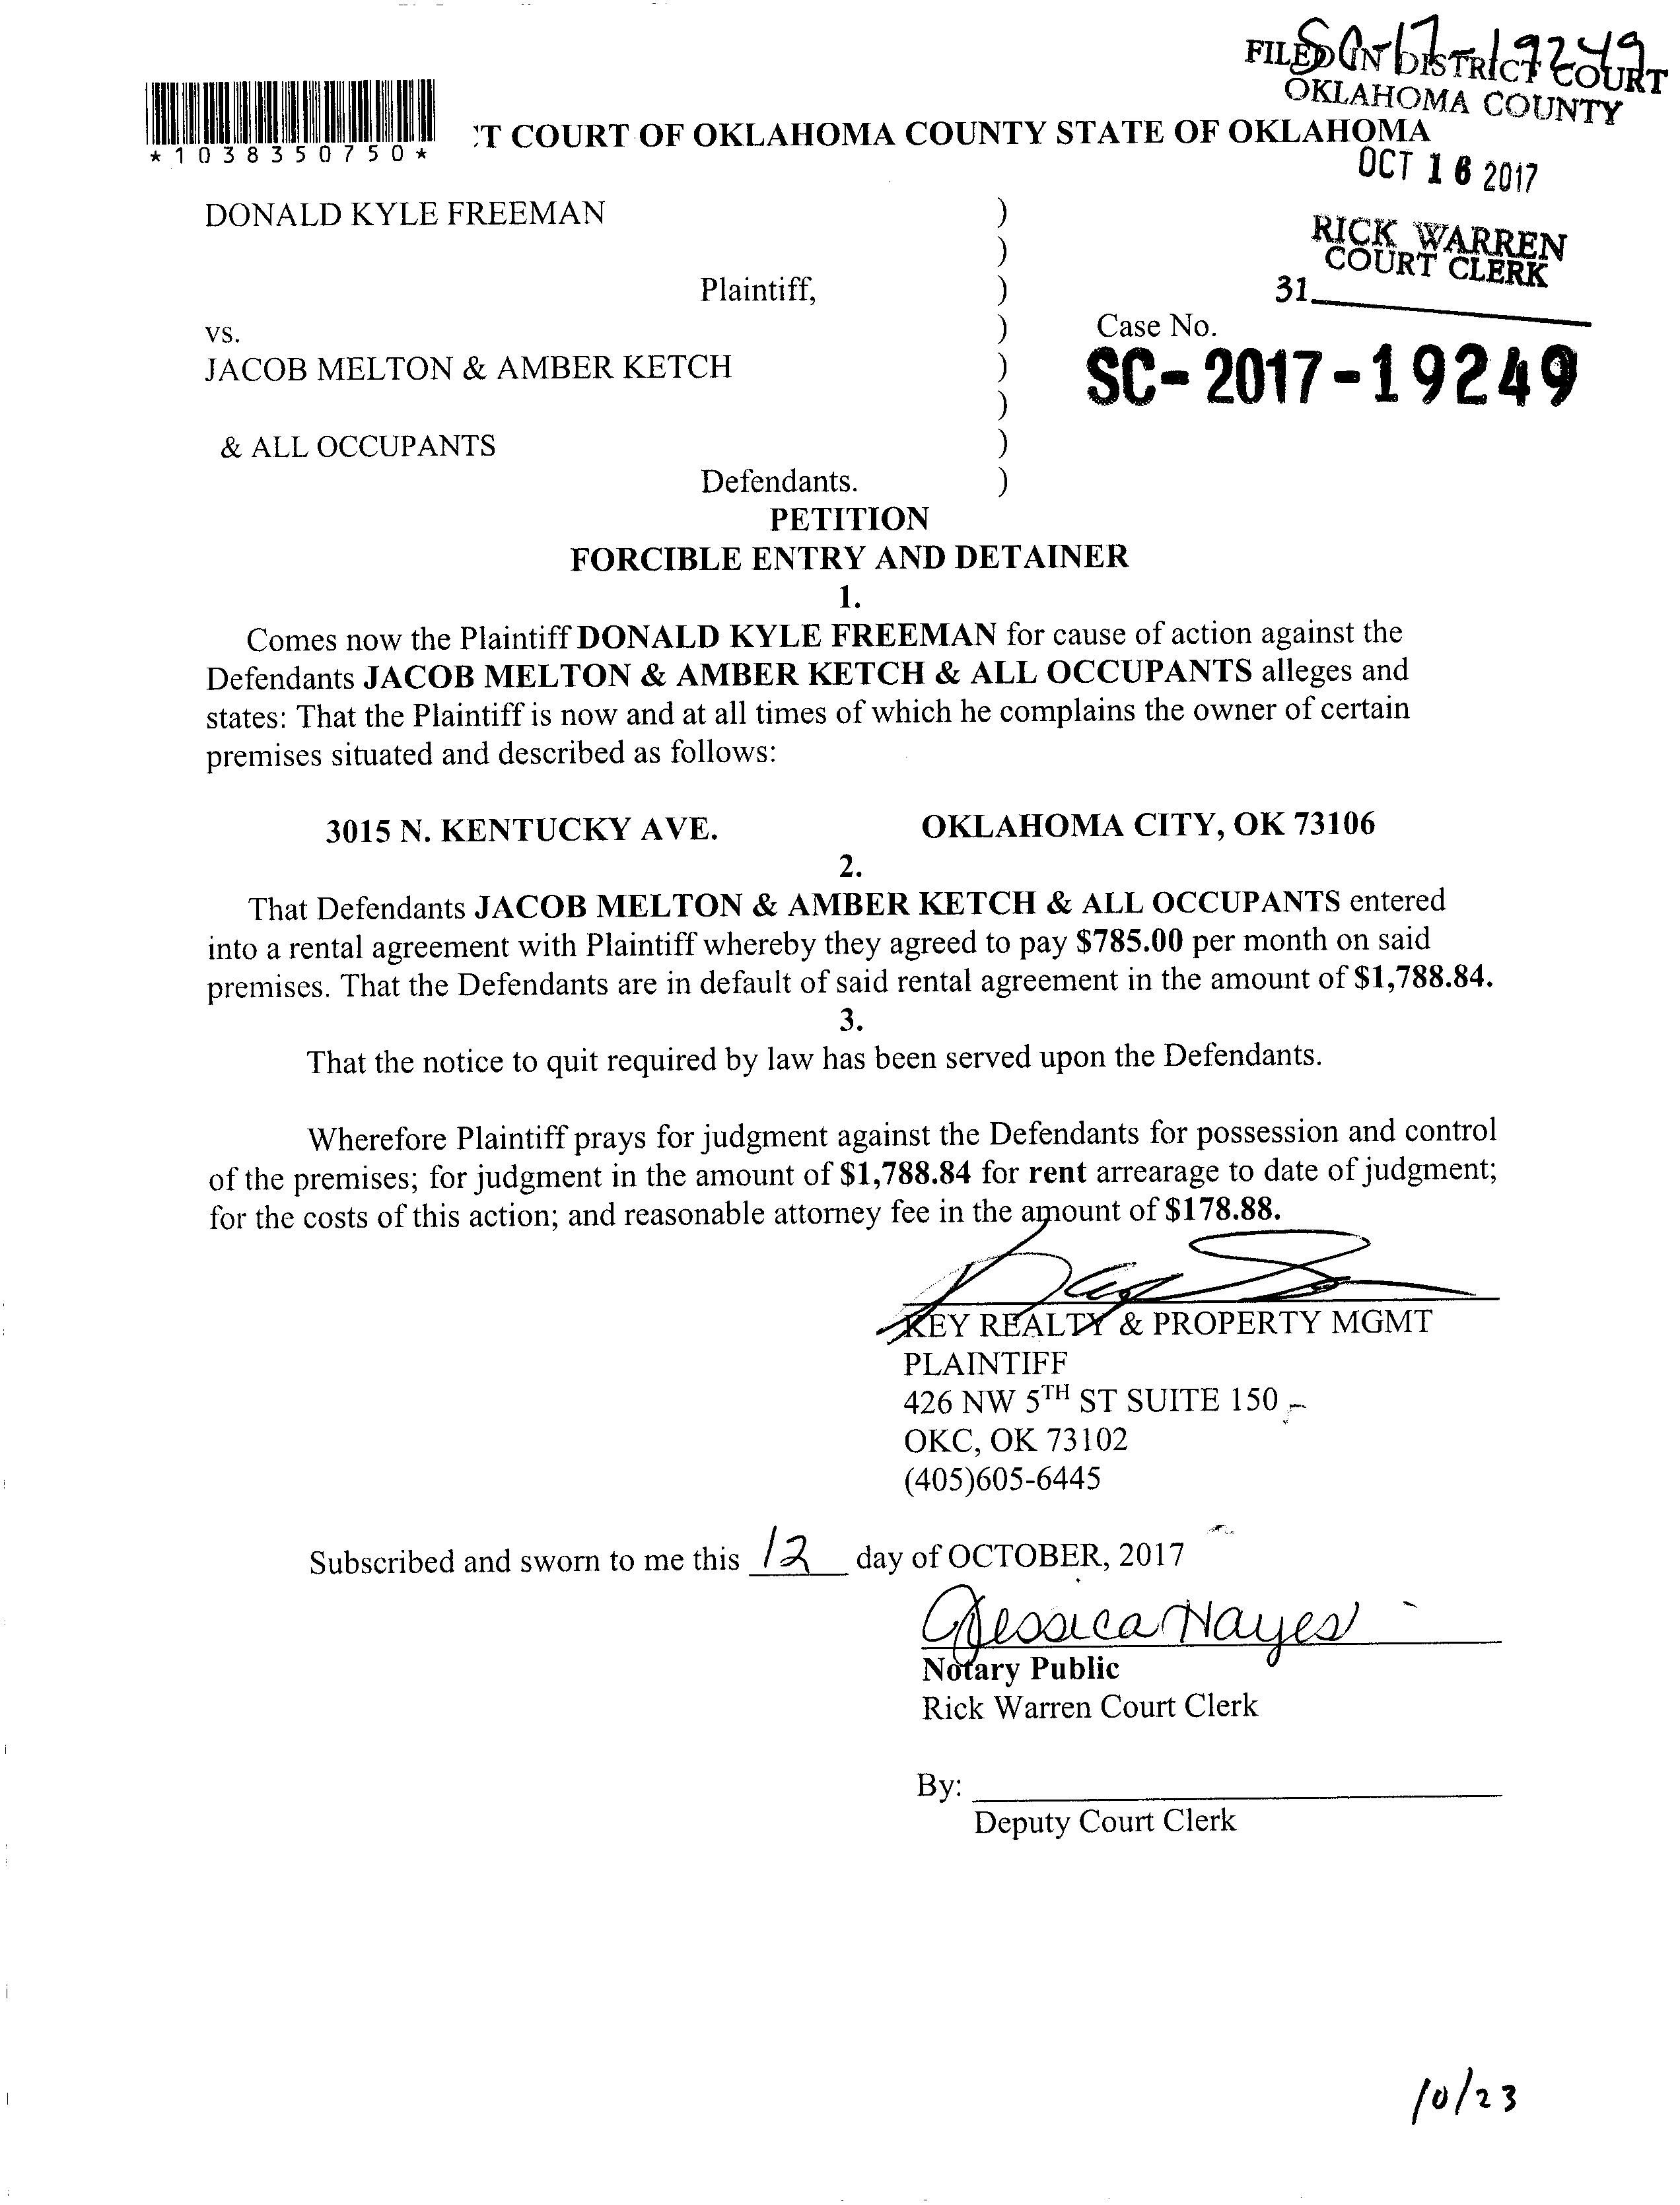 SC-17-19249
FILED IN DISTRICT COURT
OKLAHOMA COUNTY
*1038350750*
'T COURT OF OKLAHOMA COUNTY STATE OF OKLAHOMA
OCT 16 2017
DONALD KYLE FREEMAN )
RICK WARREN
COURT CLERK
)
Plaintiff, )
31
vs. )
Case No.
JACOB MELTON & AMBER KETCH )
SC-2017-19249
)
& ALL OCCUPANTS )
Defendants. )
PETITION
FORCIBLE ENTRY AND DETAINER
1.
Comes now the Plaintiff DONALD KYLE FREEMAN for cause of action against the
Defendants JACOB MELTON & AMBER KETCH & ALL OCCUPANTS alleges and
states: That the Plaintiff is now and at all times of which he complains the owner of certain
premises situated and described as follows:
3015 N. KENTUCKY AVE. OKLAHOMA CITY, OK 73106
2.
That Defendants JACOB MELTON & AMBER KETCH & ALL OCCUPANTS entered
into a rental agreement with Plaintiff whereby they agreed to pay $785.00 per month on said
premises. That the Defendants are in default of said rental agreement in the amount of $1,788.84.
3.
That the notice to quit required by law has been served upon the Defendants.
Wherefore Plaintiff prays for judgment against the Defendants for possession and control
of the premises; for judgment in the amount of $1,788.84 for rent arrearage to date of judgment;
for the costs of this action; and reasonable attorney fee in the amount of $178.88.
KEY REALTY & PROPERTY MGMT
PLAINTIFF
426 NW 5TH ST SUITE 150
OKC, OK 73102
(405)605-6445
Subscribed and sworn to me this 12 day of OCTOBER, 2017
Jessica Hayes
Notary Public
Rick Warren Court Clerk
By:
Deputy Court Clerk
10/23